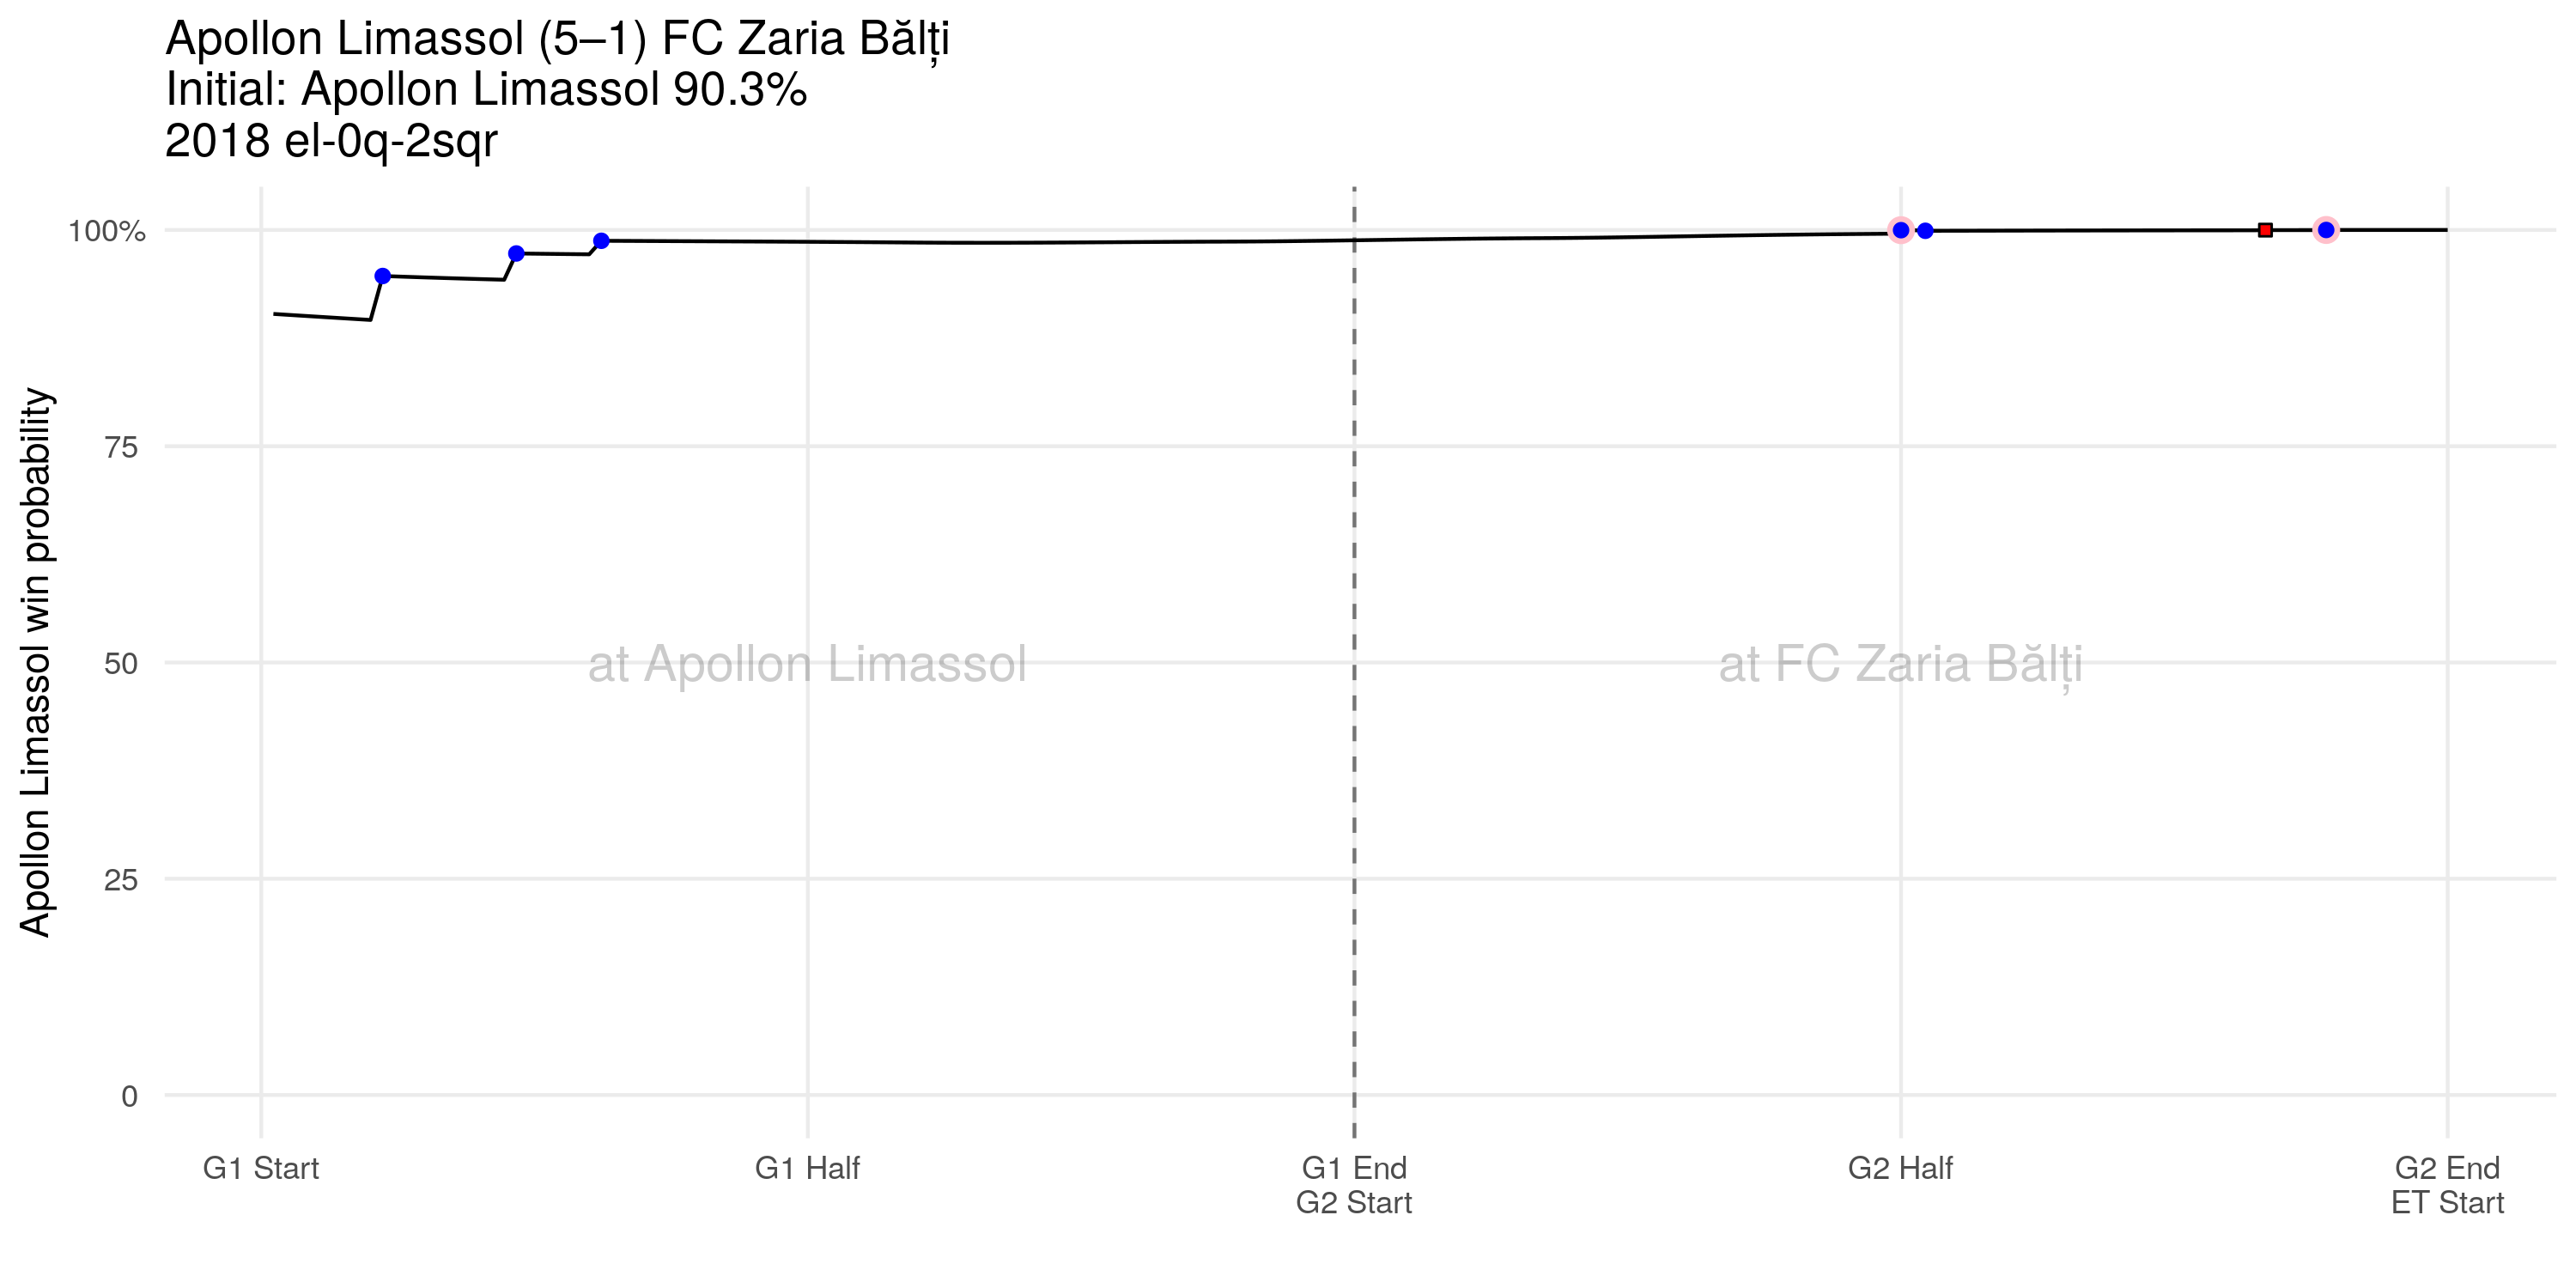 Apollon Limassol (5–1) FC Zaria Bălți
Initial: Apollon Limassol 90.3%
2018 el-0q-2sqr
Apollon Limassol win probability
100%
75
50
25
0
at Apollon Limassol
at FC Zaria Bălți
G1 Start
G1 Half
G1 End
G2 Start
G2 Half
G2 End
ET Start